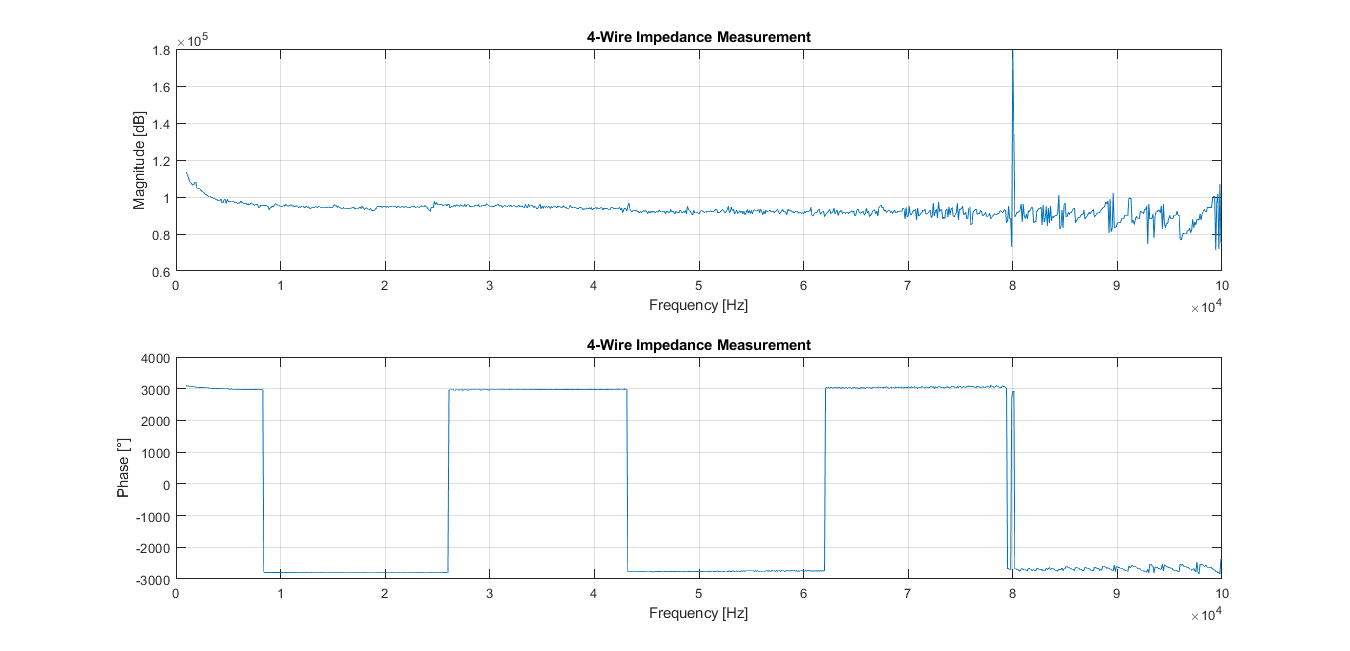 4-Wire Impedance Measurement
×10^5
1.8
1.6
1.4
1.2
1
0.8
0.6
Magnitude [dB]
0 1 2 3 4 5 6 7 8 9 10
Frequency [Hz]
×10^4
4-Wire Impedance Measurement
4000
3000
2000
1000
0
-1000
-2000
-3000
Phase [°]
0 1 2 3 4 5 6 7 8 9 10
Frequency [Hz]
×10^4